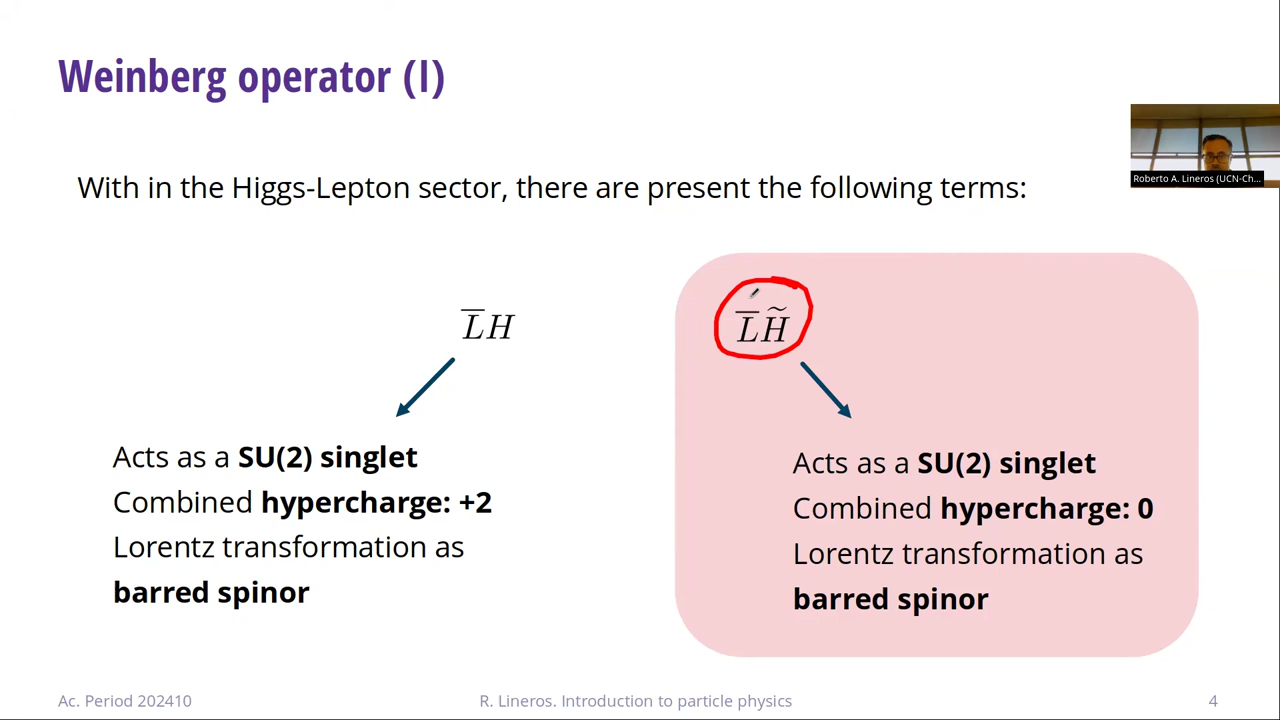 Weinberg operator (I)
With in the Higgs-Lepton sector, there are present the following terms:
Roberto A. Lineros (UCN-Ch...
L̅H
L̅H̃
Acts as a SU(2) singlet
Combined hypercharge: +2
Lorentz transformation as
barred spinor
Acts as a SU(2) singlet
Combined hypercharge: 0
Lorentz transformation as
barred spinor
Ac. Period 202410
R. Lineros. Introduction to particle physics
4